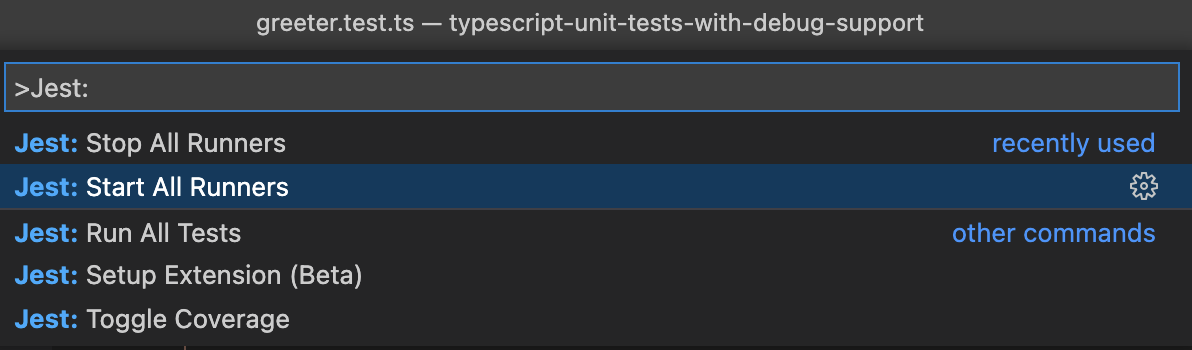 greeter.test.ts — typescript-unit-tests-with-debug-support
>Jest:
Jest: Stop All Runners recently used
Jest: Start All Runners
Jest: Run All Tests other commands
Jest: Setup Extension (Beta)
Jest: Toggle Coverage